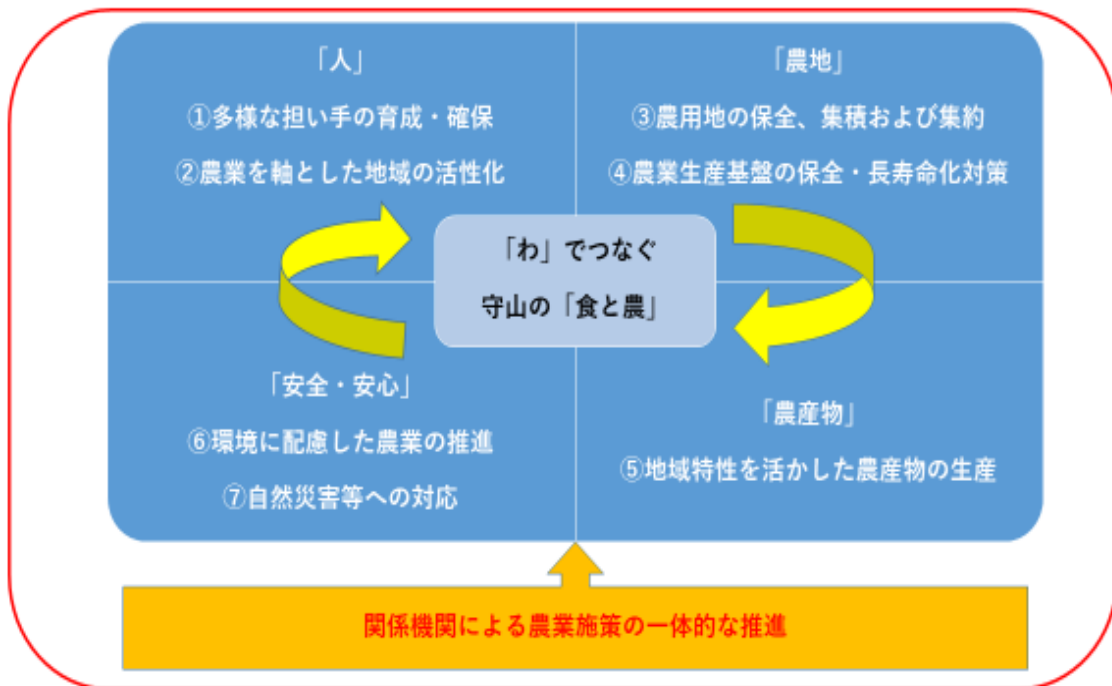 「人」
①多様な担い手の育成・確保
②農業を軸とした地域の活性化
「農地」
③農用地の保全、集積および集約
④農業生産基盤の保全・長寿命化対策
「わ」でつなぐ
守山の「食と農」
「安全・安心」
⑥環境に配慮した農業の推進
⑦自然災害等への対応
「農産物」
⑤地域特性を活かした農産物の生産
関係機関による農業施策の一体的な推進